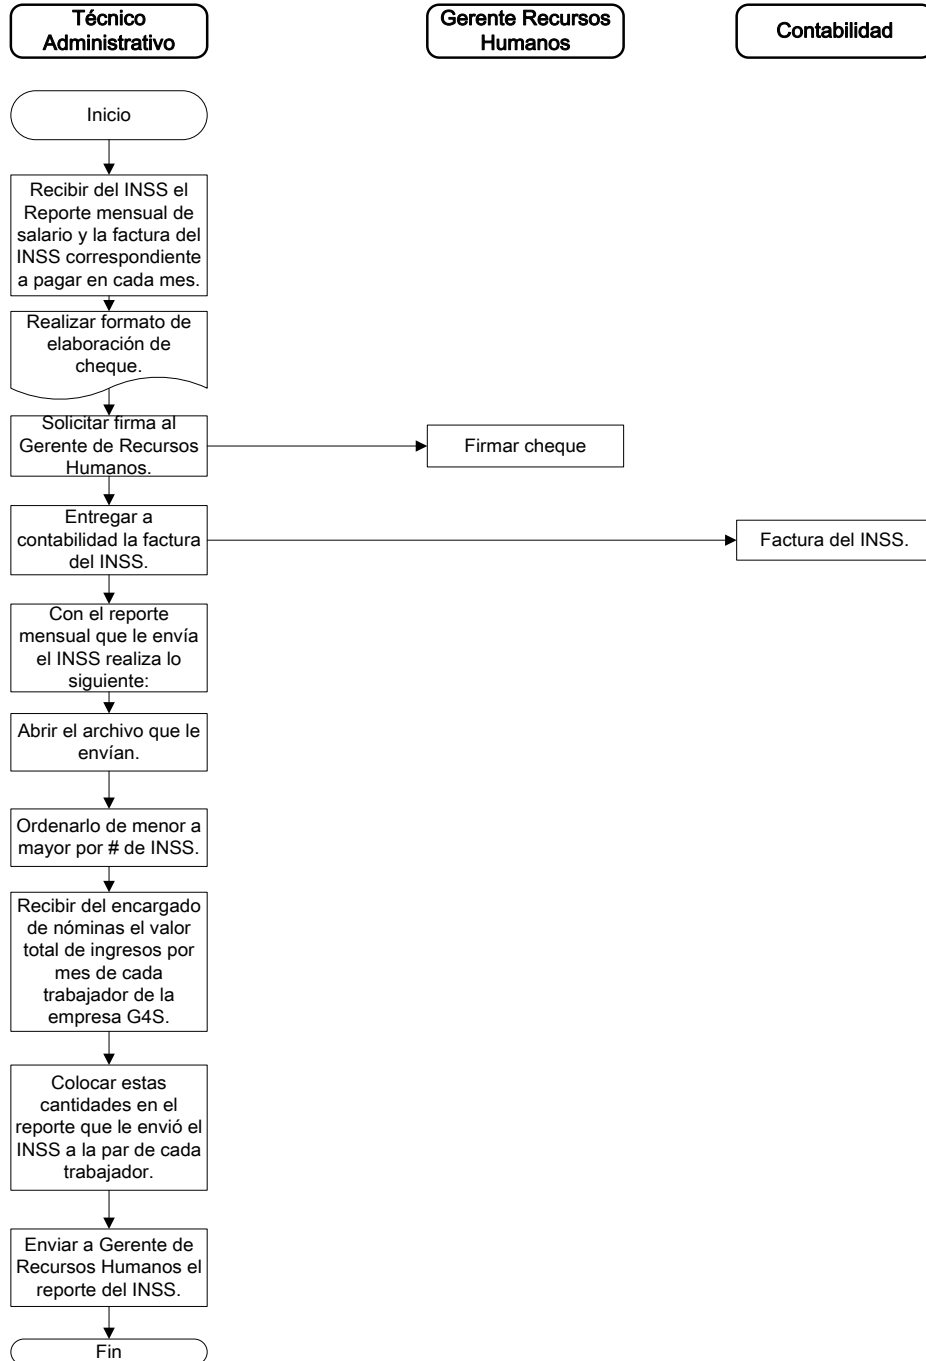 Técnico
Administrativo
Gerente Recursos
Humanos
Contabilidad
Inicio
Recibir del INSS el
Reporte mensual de
salario y la factura del
INSS correspondiente
a pagar en cada mes.
Realizar formato de
elaboración de
cheque.
Solicitar firma al
Gerente de Recursos
Humanos.
Firmar cheque
Entregar a
contabilidad la factura
del INSS.
Factura del INSS.
Con el reporte
mensual que le envía
el INSS realiza lo
siguiente:
Abrir el archivo que le
envían.
Ordenarlo de menor a
mayor por # de INSS.
Recibir del encargado
de nóminas el valor
total de ingresos por
mes de cada
trabajador de la
empresa G4S.
Colocar estas
cantidades en el
reporte que le envió el
INSS a la par de cada
trabajador.
Enviar a Gerente de
Recursos Humanos el
reporte del INSS.
Fin